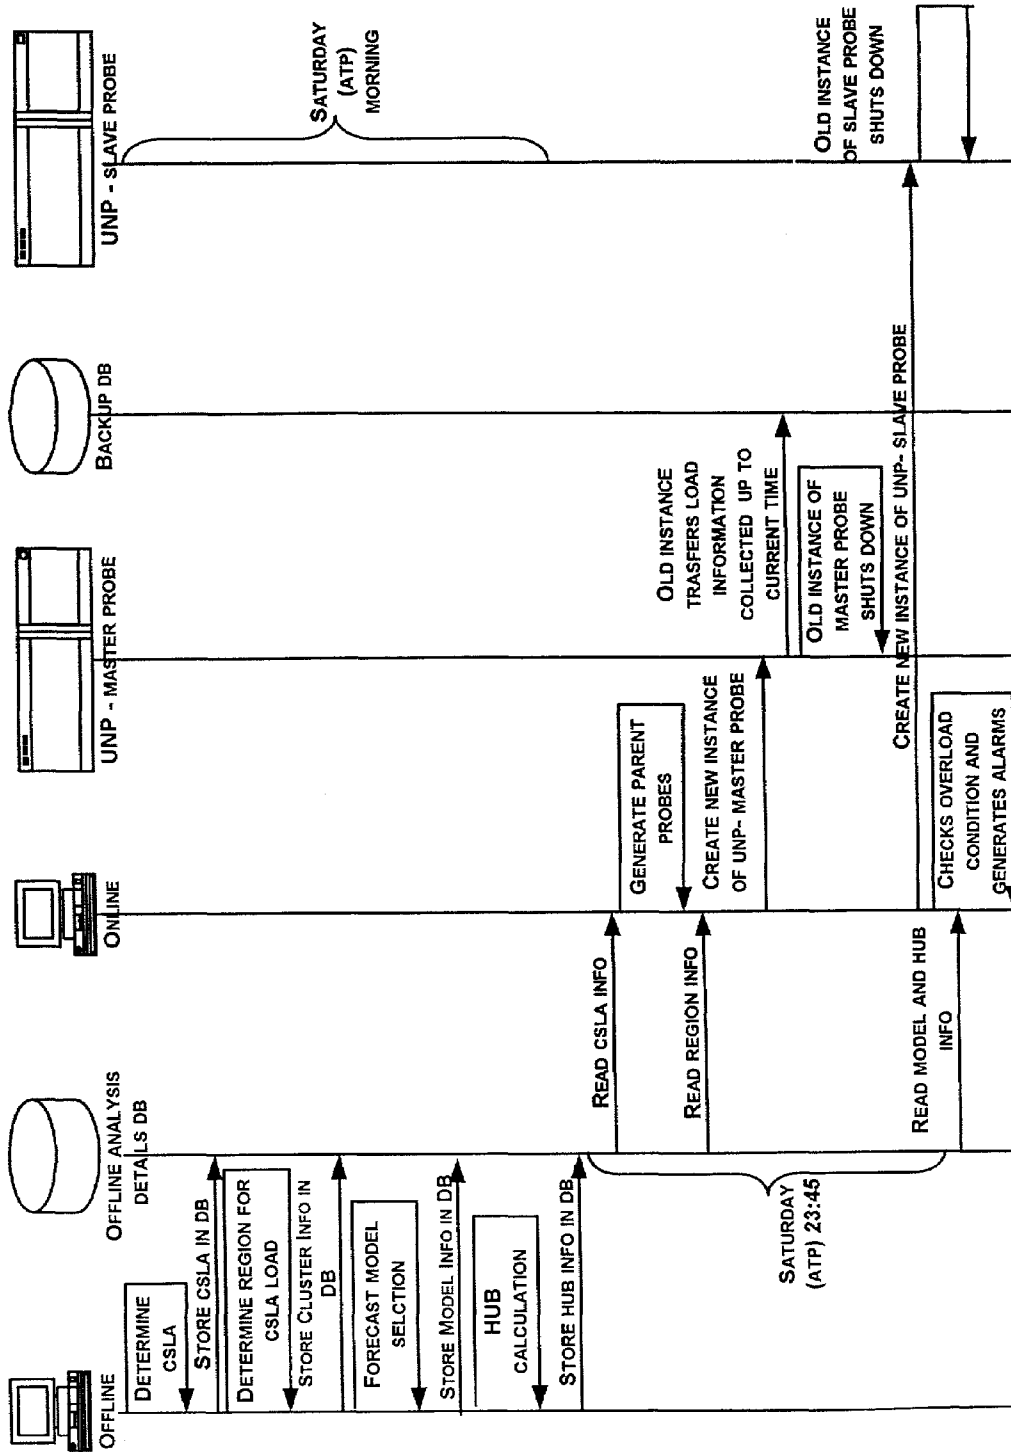 OFFLINE
OFFLINE ANALYSIS
DETAILS DB
ONLINE
UNP - MASTER PROBE
BACKUP DB
UNP - SLAVE PROBE
DETERMINE
CSLA
STORE CSLA IN DB
DETERMINE REGION FOR
CSLA LOAD
STORE CLUSTER INFO IN
DB
FORECAST MODEL
SELCTION
STORE MODEL INFO IN DB
HUB
CALCULATION
STORE HUB INFO IN DB
SATURDAY
(ATP)
MORNING
READ CSLA INFO
GENERATE PARENT
PROBES
READ REGION INFO
CREATE NEW INSTANCE
OF UNP- MASTER PROBE
OLD INSTANCE
TRASFERS LOAD
INFORMATION
COLLECTED UP TO
CURRENT TIME
OLD INSTANCE OF
MASTER PROBE
SHUTS DOWN
SATURDAY
(ATP) 23:45
CREATE NEW INSTANCE OF UNP- SLAVE PROBE
OLD INSTANCE
OF SLAVE PROBE
SHUTS DOWN
READ MODEL AND HUB
INFO
CHECKS OVERLOAD
CONDITION AND
GENERATES ALARMS